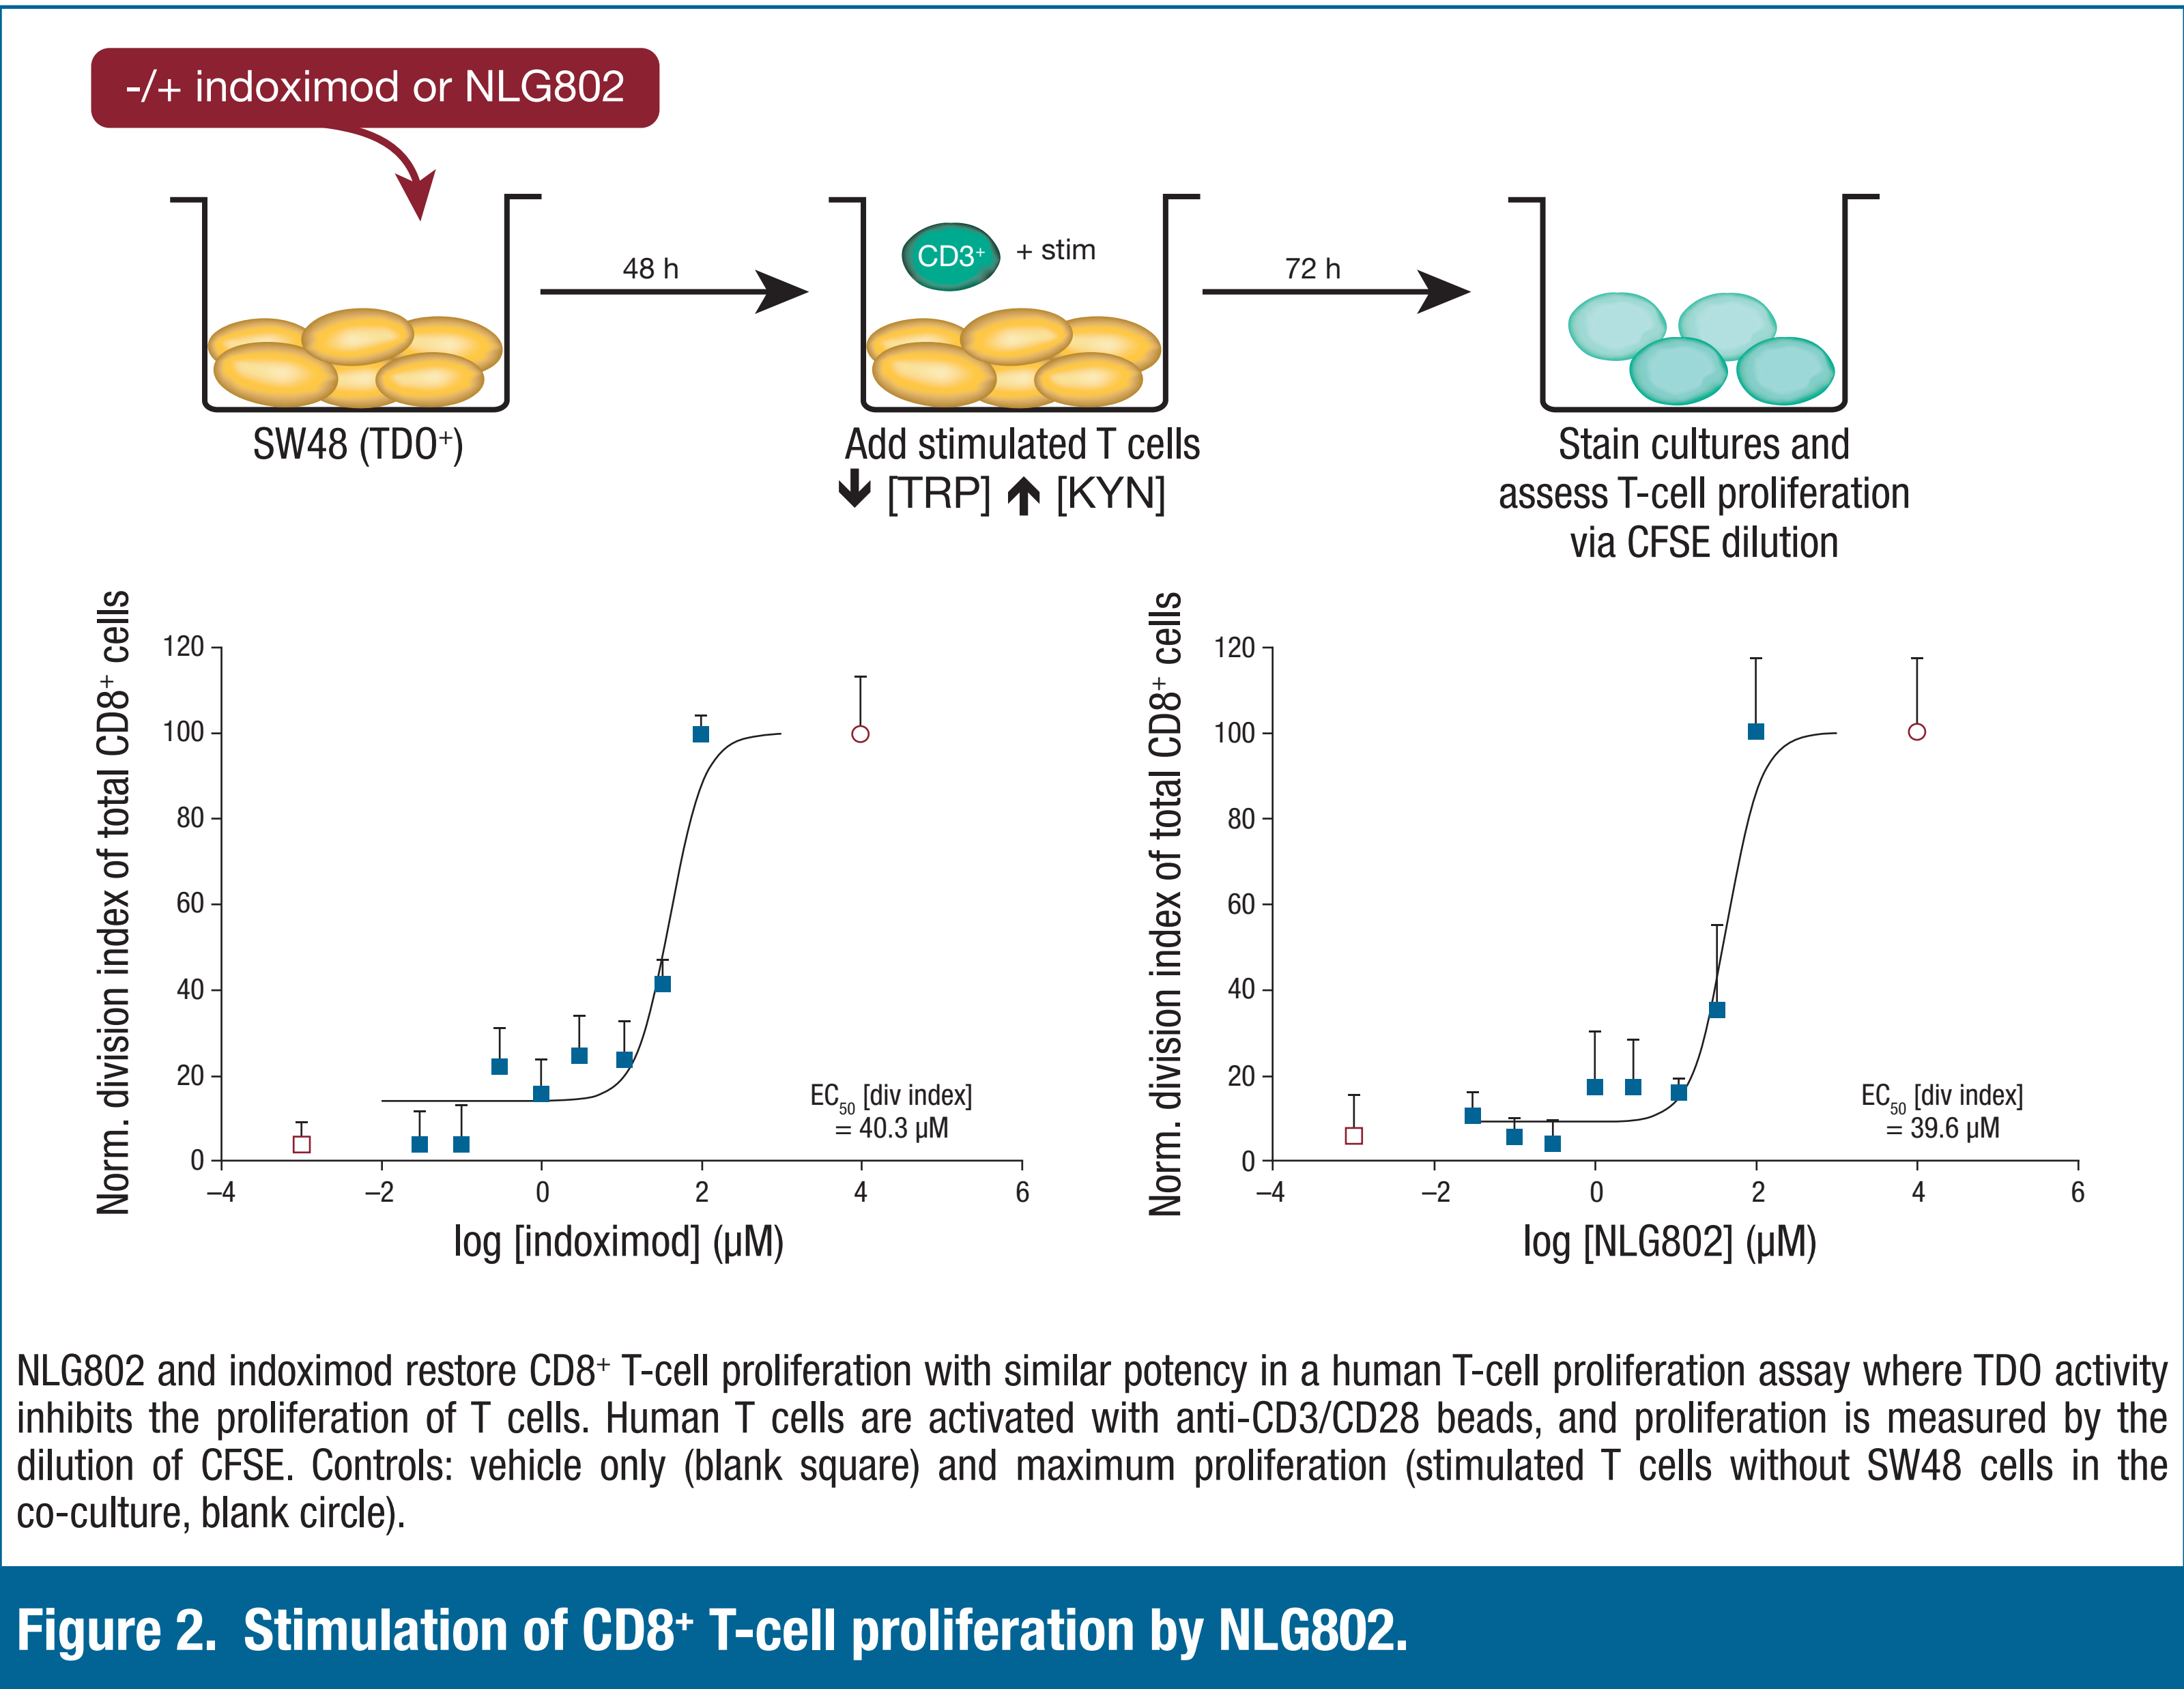 -/+ indoximod or NLG802
48 h
CD3+
+ stim
72 h
SW48 (TDO+)
Add stimulated T cells
↓ [TRP] ↑ [KYN]
Stain cultures and
assess T-cell proliferation
via CFSE dilution
Norm. division index of total CD8+ cells
120
100
80
60
40
20
0
–4
–2
0
2
4
6
EC50 [div index]
= 40.3 µM
log [indoximod] (µM)
Norm. division index of total CD8+ cells
120
100
80
60
40
20
0
–4
–2
0
2
4
6
EC50 [div index]
= 39.6 µM
log [NLG802] (µM)
NLG802 and indoximod restore CD8+ T-cell proliferation with similar potency in a human T-cell proliferation assay where TDO activity
inhibits the proliferation of T cells. Human T cells are activated with anti-CD3/CD28 beads, and proliferation is measured by the
dilution of CFSE. Controls: vehicle only (blank square) and maximum proliferation (stimulated T cells without SW48 cells in the
co-culture, blank circle).
Figure 2. Stimulation of CD8+ T-cell proliferation by NLG802.